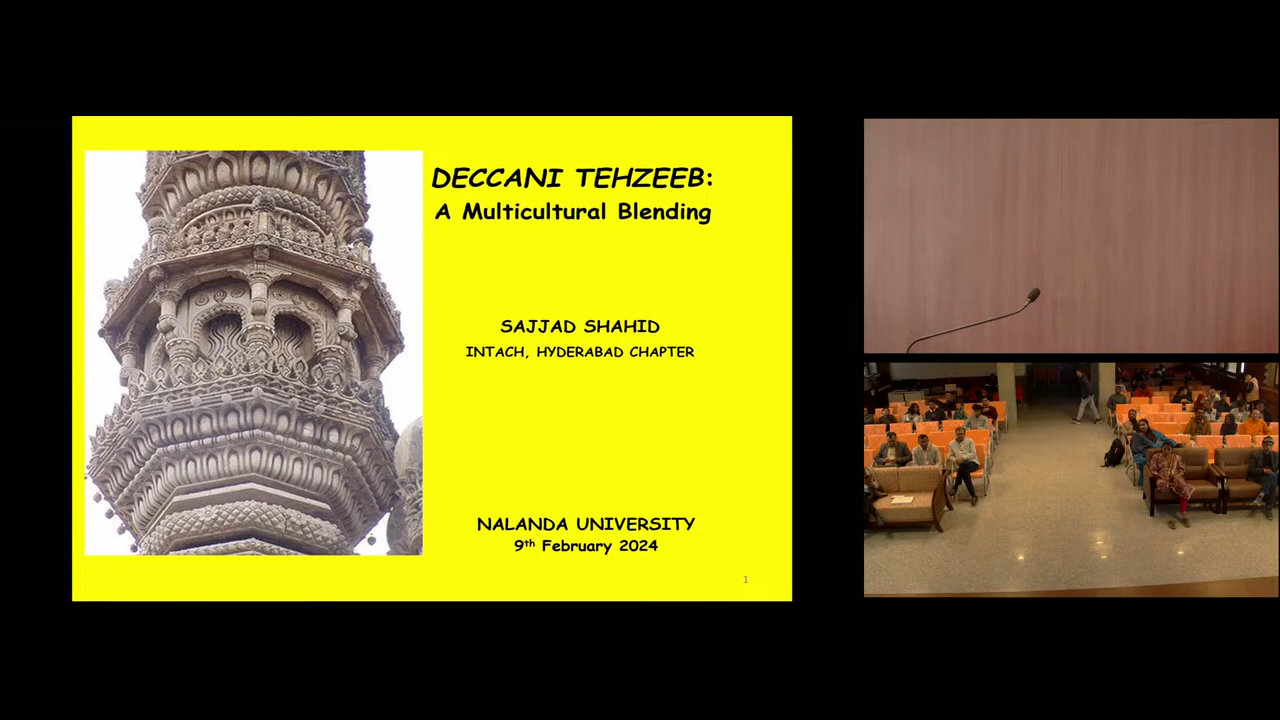 DECCANI TEHZEEB:
A Multicultural Blending
SAJJAD SHAHID
INTACH, HYDERABAD CHAPTER
NALANDA UNIVERSITY
9th February 2024
1